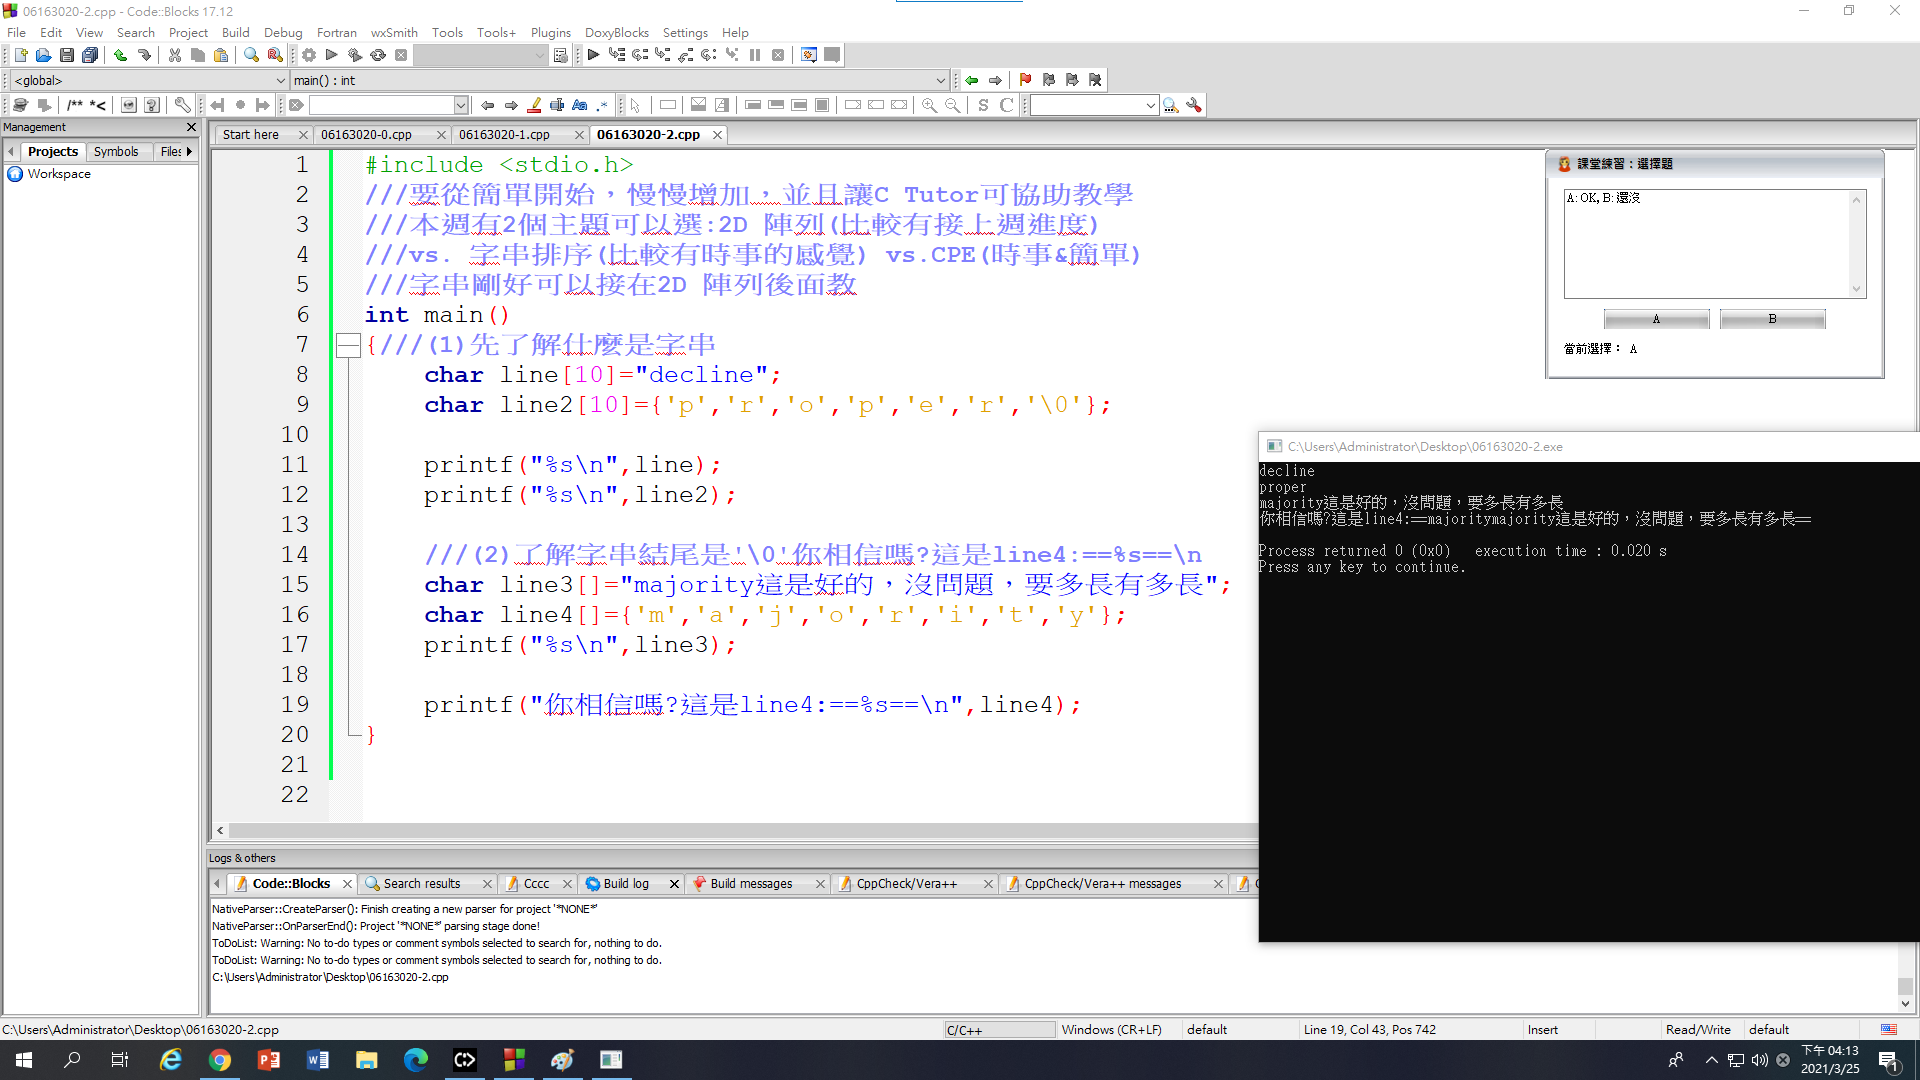 06163020-2.cpp - Code::Blocks 17.12
File Edit View Search Project Build Debug Fortran wxSmith Tools Tools+ Plugins DoxyBlocks Settings Help
<global>
main() : int
/** *<
Aa .*
S C
Management
Projects Symbols Files
Workspace
Start here 06163020-0.cpp 06163020-1.cpp 06163020-2.cpp
1 #include <stdio.h>
2 ///要從簡單開始，慢慢增加，並且讓C Tutor可協助教學
3 ///本週有2個主題可以選:2D 陣列(比較有接上週進度)
4 ///vs. 字串排序(比較有時事的感覺) vs.CPE(時事&簡單)
5 ///字串剛好可以接在2D 陣列後面教
6 int main()
7 {///(1)先了解什麼是字串
8 char line[10]="decline";
9 char line2[10]={'p','r','o','p','e','r','\0'};
10
11 printf("%s\n",line);
12 printf("%s\n",line2);
13
14 ///(2)了解字串結尾是'\0'你相信嗎?這是line4:==%s==\n
15 char line3[]="majority這是好的，沒問題，要多長有多長";
16 char line4[]={'m','a','j','o','r','i','t','y'};
17 printf("%s\n",line3);
18
19 printf("你相信嗎?這是line4:==%s==\n",line4);
20 }
21
22
課堂練習：選擇題
A:OK,B:還沒
A B
當前選擇： A
C:\Users\Administrator\Desktop\06163020-2.exe
decline
proper
majority這是好的，沒問題，要多長有多長
你相信嗎?這是line4:==majoritymajority這是好的，沒問題，要多長有多長==
Process returned 0 (0x0)   execution time : 0.020 s
Press any key to continue.
Logs & others
Code::Blocks Search results Cccc Build log Build messages CppCheck/Vera++ CppCheck/Vera++ messages
NativeParser::CreateParser(): Finish creating a new parser for project '*NONE*'
NativeParser::OnParserEnd(): Project '*NONE*' parsing stage done!
ToDoList: Warning: No to-do types or comment symbols selected to search for, nothing to do.
ToDoList: Warning: No to-do types or comment symbols selected to search for, nothing to do.
C:\Users\Administrator\Desktop\06163020-2.cpp
C:\Users\Administrator\Desktop\06163020-2.cpp C/C++ Windows (CR+LF) default Line 19, Col 43, Pos 742 Insert Read/Write default
下午 04:13
2021/3/25
1